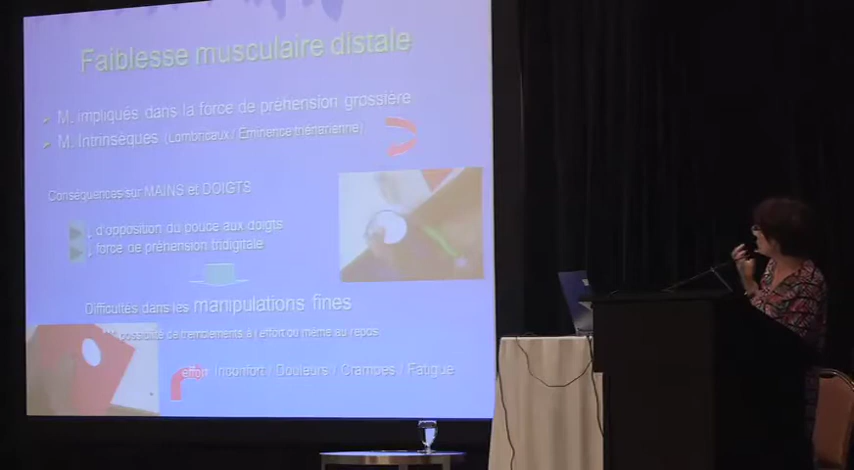 Faiblesse musculaire distale
M. impliqués dans la force de préhension grossière
M. Intrinsèques (Lombricaux / Eminence thénarienne)
Conséquences sur MAINS et DOIGTS
↓ d'opposition du pouce aux doigts
↓ force de préhension tridigitale
Difficultés dans les manipulations fines
possibilité de tremblements à l'effort ou même au repos
effort Inconfort / Douleurs / Crampes / Fatigue